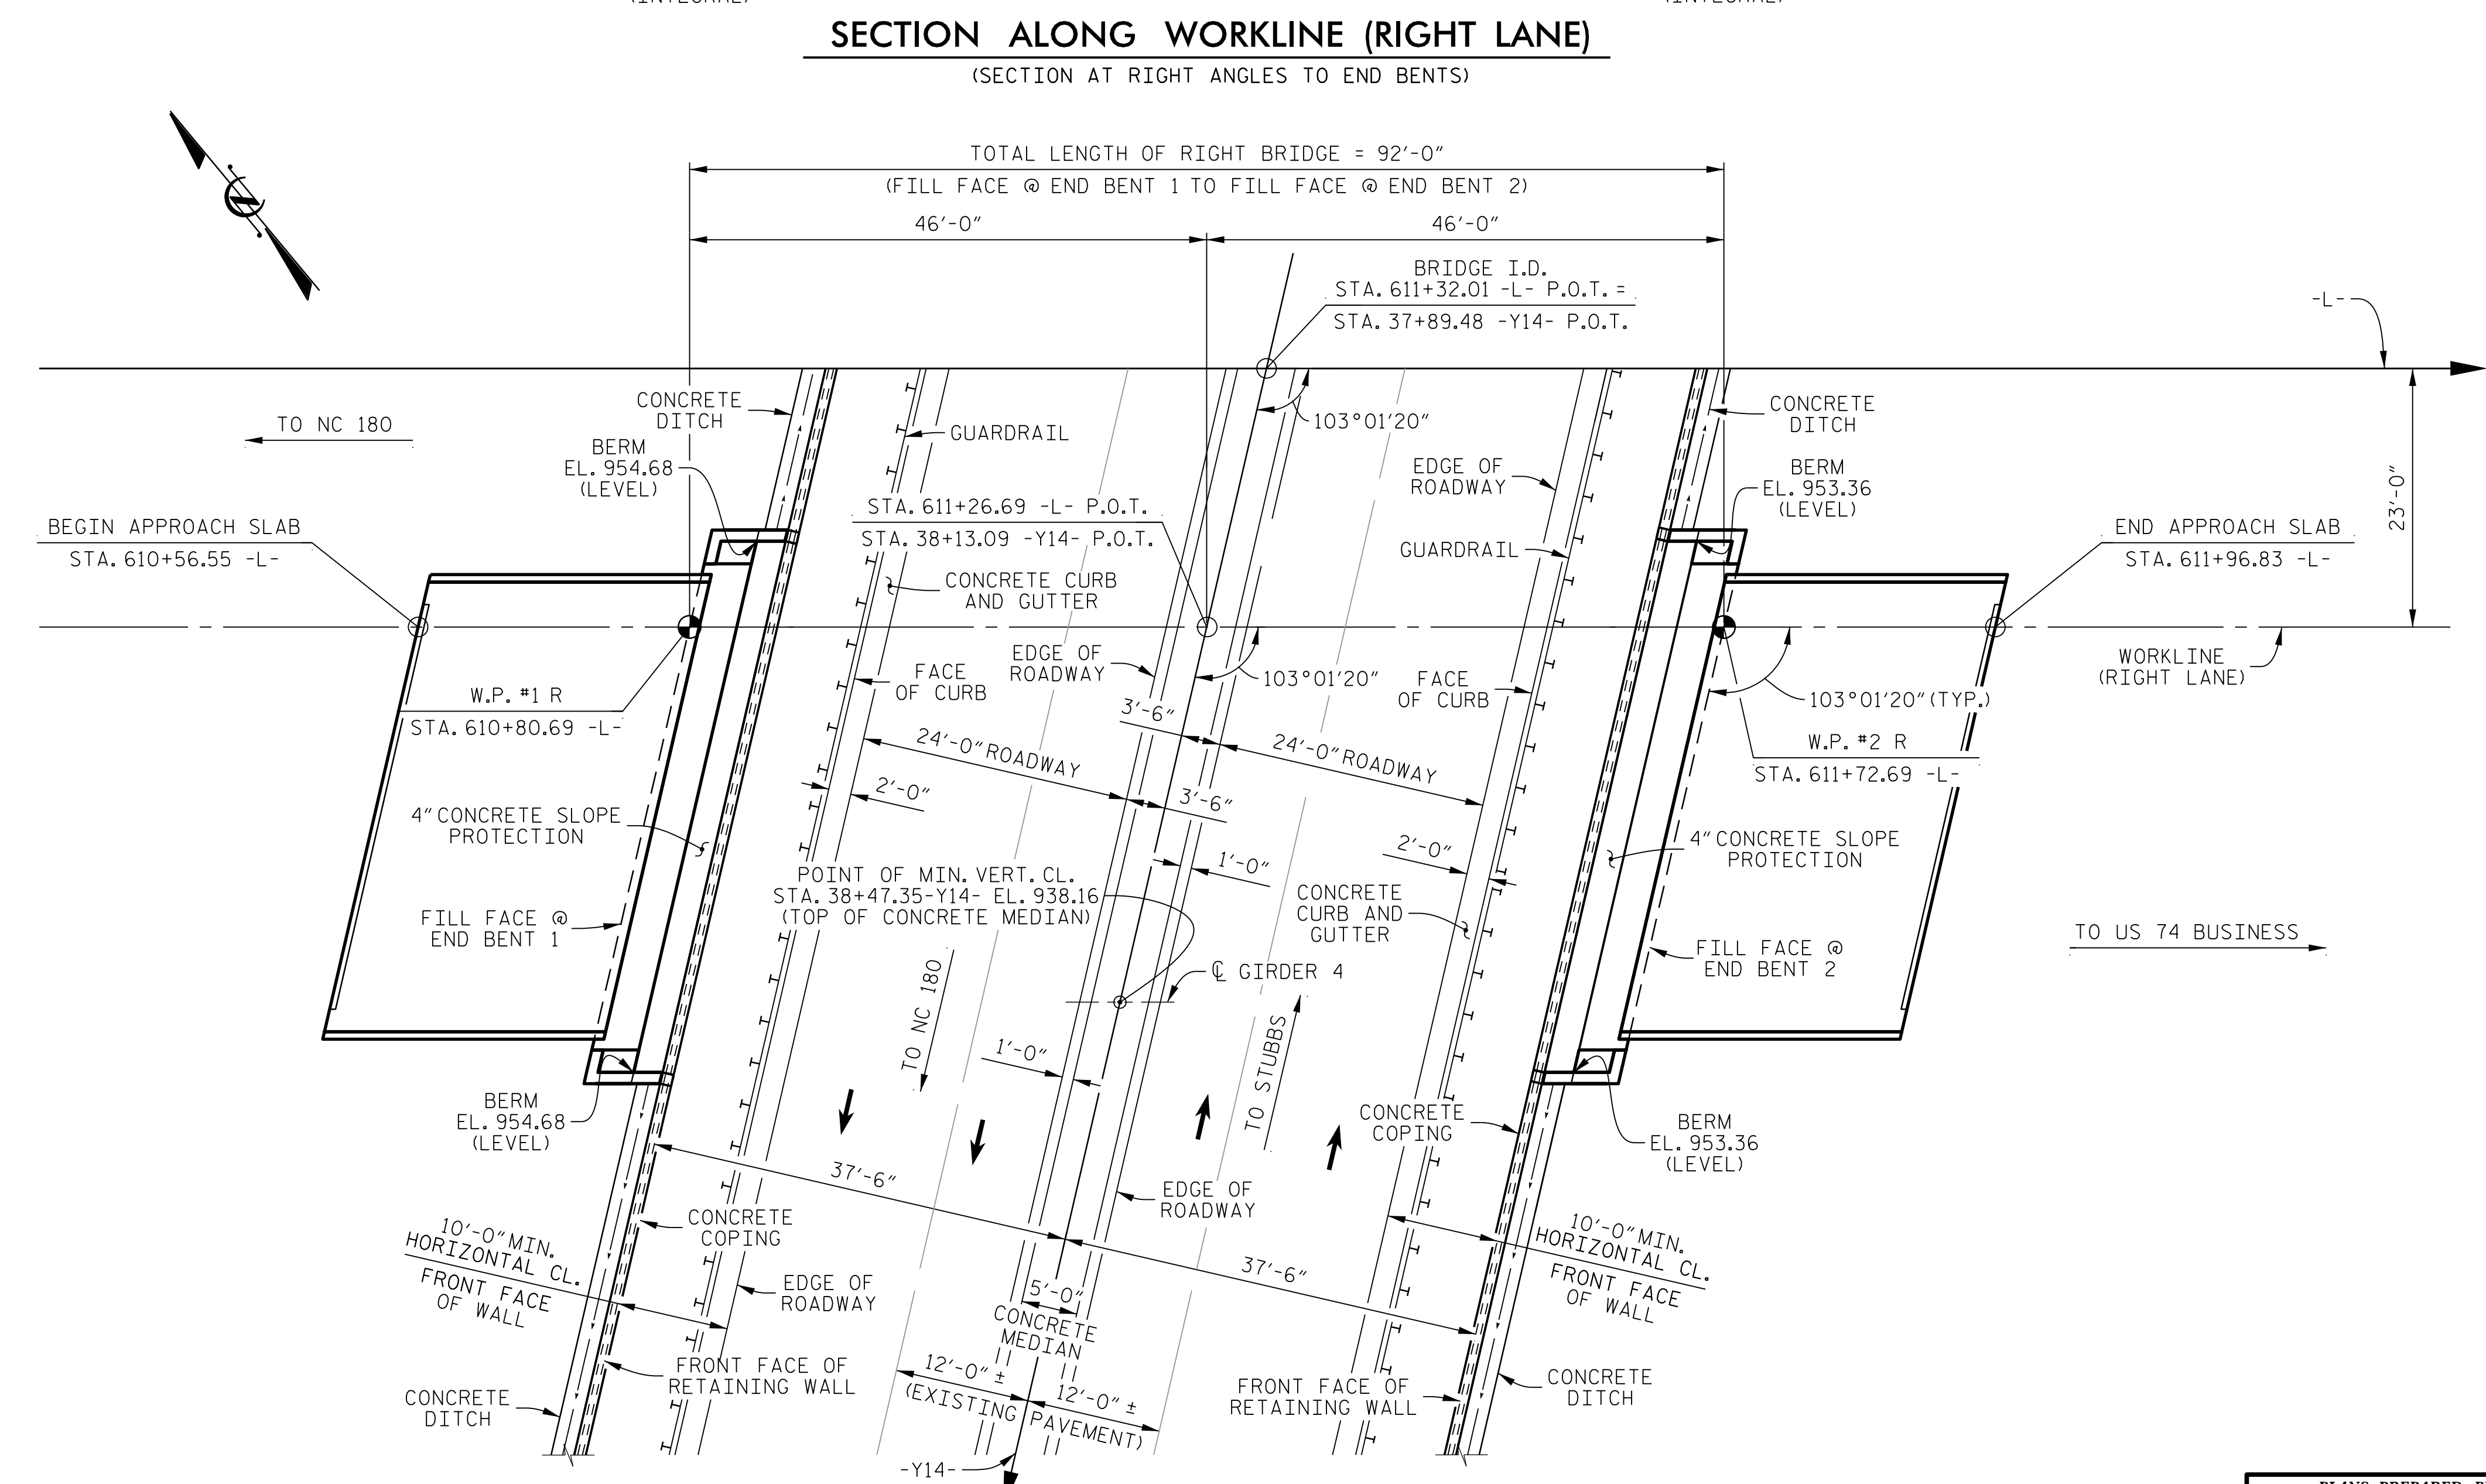 (INTEGRAL)
(INTEGRAL)
SECTION ALONG WORKLINE (RIGHT LANE)
(SECTION AT RIGHT ANGLES TO END BENTS)
TOTAL LENGTH OF RIGHT BRIDGE = 92'-0"
(FILL FACE @ END BENT 1 TO FILL FACE @ END BENT 2)
46'-0"
46'-0"
BRIDGE I.D.
STA. 611+32.01 -L- P.O.T. =
STA. 37+89.48 -Y14- P.O.T.
-L-
TO NC 180
CONCRETE
DITCH
BERM
EL. 954.68
(LEVEL)
GUARDRAIL
103°01'20"
EDGE OF
ROADWAY
CONCRETE
DITCH
BERM
EL. 953.36
(LEVEL)
23'-0"
BEGIN APPROACH SLAB
STA. 610+56.55 -L-
STA. 611+26.69 -L- P.O.T.
STA. 38+13.09 -Y14- P.O.T.
GUARDRAIL
END APPROACH SLAB
STA. 611+96.83 -L-
CONCRETE CURB
AND GUTTER
EDGE OF
ROADWAY
FACE
OF CURB
103°01'20"
FACE
OF CURB
WORKLINE
(RIGHT LANE)
W.P. #1 R
STA. 610+80.69 -L-
103°01'20" (TYP.)
3'-6"
24'-0" ROADWAY
24'-0" ROADWAY
W.P. #2 R
STA. 611+72.69 -L-
2'-0"
3'-6"
4" CONCRETE SLOPE
PROTECTION
2'-0"
4" CONCRETE SLOPE
PROTECTION
1'-0"
POINT OF MIN. VERT. CL.
STA. 38+47.35 -Y14- EL. 938.16
(TOP OF CONCRETE MEDIAN)
CONCRETE
CURB AND
GUTTER
FILL FACE @
END BENT 1
FILL FACE @
END BENT 2
TO US 74 BUSINESS
℄ GIRDER 4
TO NC 180
TO STUBBS
1'-0"
BERM
EL. 954.68
(LEVEL)
CONCRETE
COPING
BERM
EL. 953.36
(LEVEL)
37'-6"
EDGE OF
ROADWAY
CONCRETE
COPING
10'-0" MIN.
HORIZONTAL CL.
FRONT FACE
OF WALL
10'-0" MIN.
HORIZONTAL CL.
FRONT FACE
OF WALL
37'-6"
EDGE OF
ROADWAY
5'-0"
CONCRETE
MEDIAN
FRONT FACE OF
RETAINING WALL
12'-0" ±
12'-0" ±
(EXISTING PAVEMENT)
CONCRETE
DITCH
FRONT FACE OF
RETAINING WALL
CONCRETE
DITCH
-Y14-